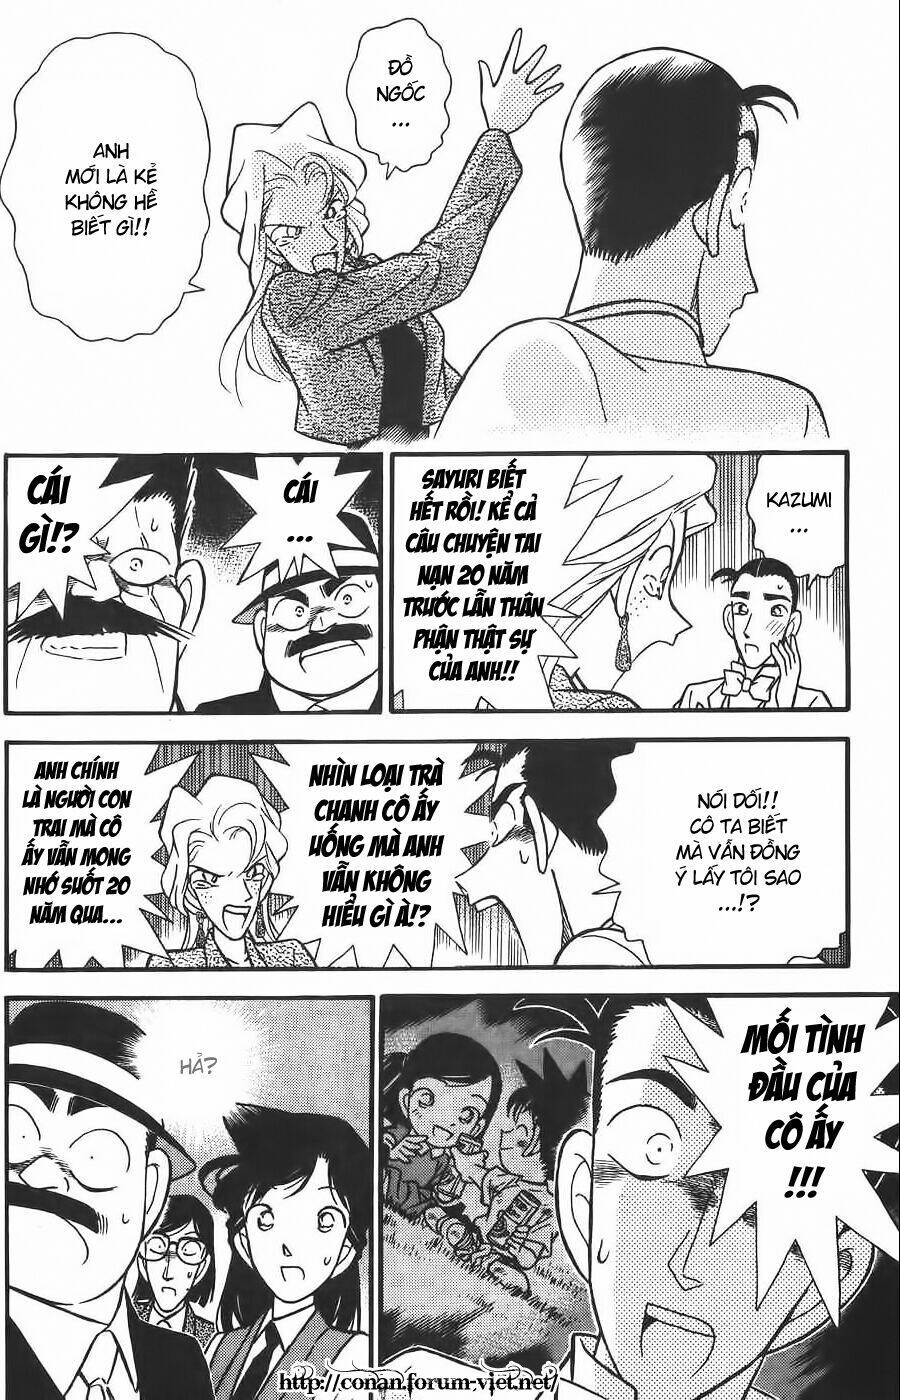 ĐỒ
NGỐC
...
ANH
MỚI LÀ KẺ
KHÔNG HỀ
BIẾT GÌ!!
KAZUMI
...
SAYURI BIẾT
HẾT RỒI! KỂ CẢ
CÂU CHUYỆN TAI
NẠN 20 NĂM
TRƯỚC LẪN THÂN
PHẬN THẬT SỰ
CỦA ANH!!
CÁI
...
CÁI
GÌ!?
NÓI DỐI!!
CÔ TA BIẾT
MÀ VẪN ĐỒNG
Ý LẤY TÔI SAO
...!?
NHÌN LOẠI TRÀ
CHANH CÔ ẤY
UỐNG MÀ ANH
VẪN KHÔNG
HIỂU GÌ À!?
ANH CHÍNH
LÀ NGƯỜI CON
TRAI MÀ CÔ
ẤY VẪN MONG
NHỚ SUỐT 20
NĂM QUA...
MỐI TÌNH
ĐẦU CỦA
CÔ ẤY
!!!
HẢ?
http://conan.forum-viet.net/